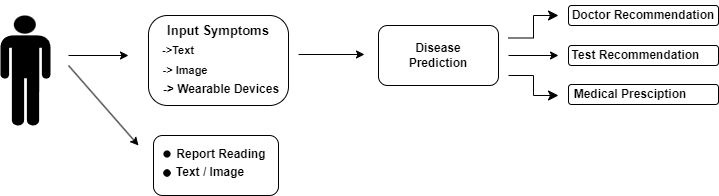 Input Symptoms
->Text
-> Image
-> Wearable Devices
Disease
Prediction
Doctor Recommendation
Test Recommendation
Medical Presciption
● Report Reading
● Text / Image